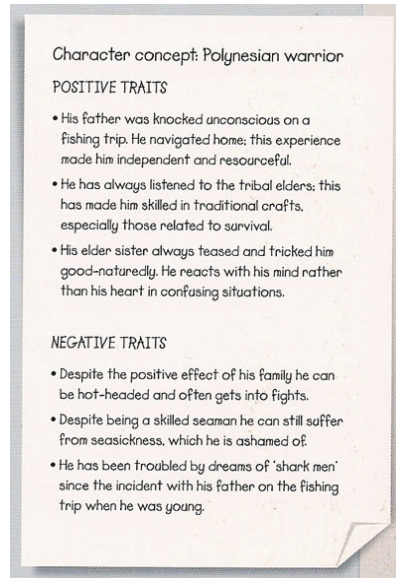 Character concept: Polynesian warrior
POSITIVE TRAITS
• His father was knocked unconscious on a
fishing trip. He navigated home; this experience
made him independent and resourceful.
• He has always listened to the tribal elders; this
has made him skilled in traditional crafts,
especially those related to survival.
• His elder sister always teased and tricked him
good-naturedly. He reacts with his mind rather
than his heart in confusing situations.
NEGATIVE TRAITS
• Despite the positive effect of his family he can
be hot-headed and often gets into fights.
• Despite being a skilled seaman he can still suffer
from seasickness, which he is ashamed of.
• He has been troubled by dreams of 'shark men'
since the incident with his father on the fishing
trip when he was young.